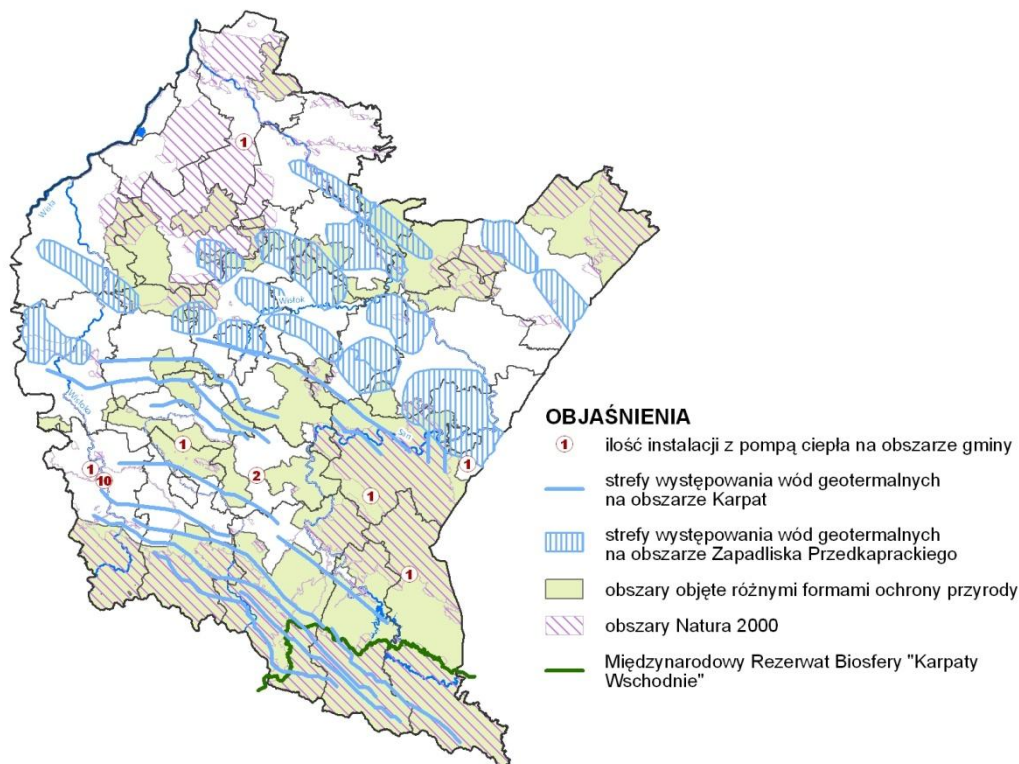 1
Wisła
Wisłok
Wisłoka
San
1
1
10
2
1
1
1
OBJAŚNIENIA
1 ilość instalacji z pompą ciepła na obszarze gminy
strefy występowania wód geotermalnych
na obszarze Karpat
strefy występowania wód geotermalnych
na obszarze Zapadliska Przedkaprackiego
obszary objęte różnymi formami ochrony przyrody
obszary Natura 2000
Międzynarodowy Rezerwat Biosfery "Karpaty
Wschodnie"